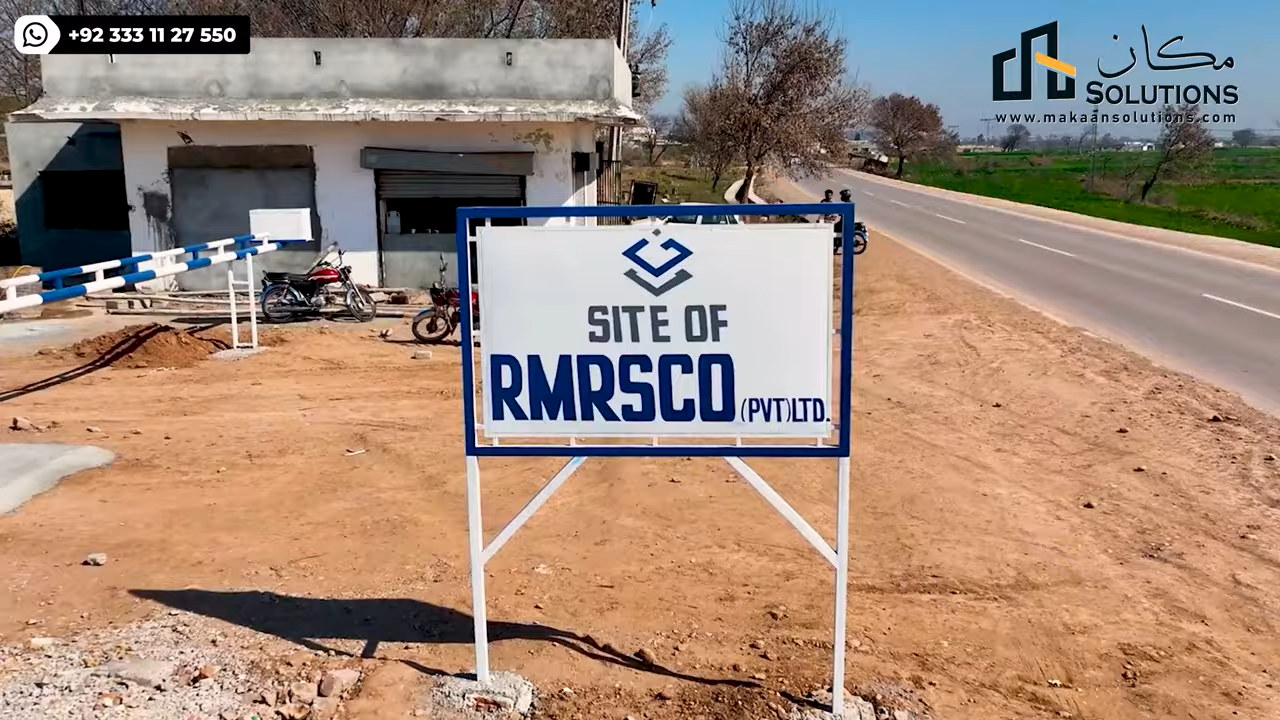 +92 333 11 27 550
مکان
SOLUTIONS
www.makaansolutions.com
SITE OF
RMRSCO (PVT)LTD.